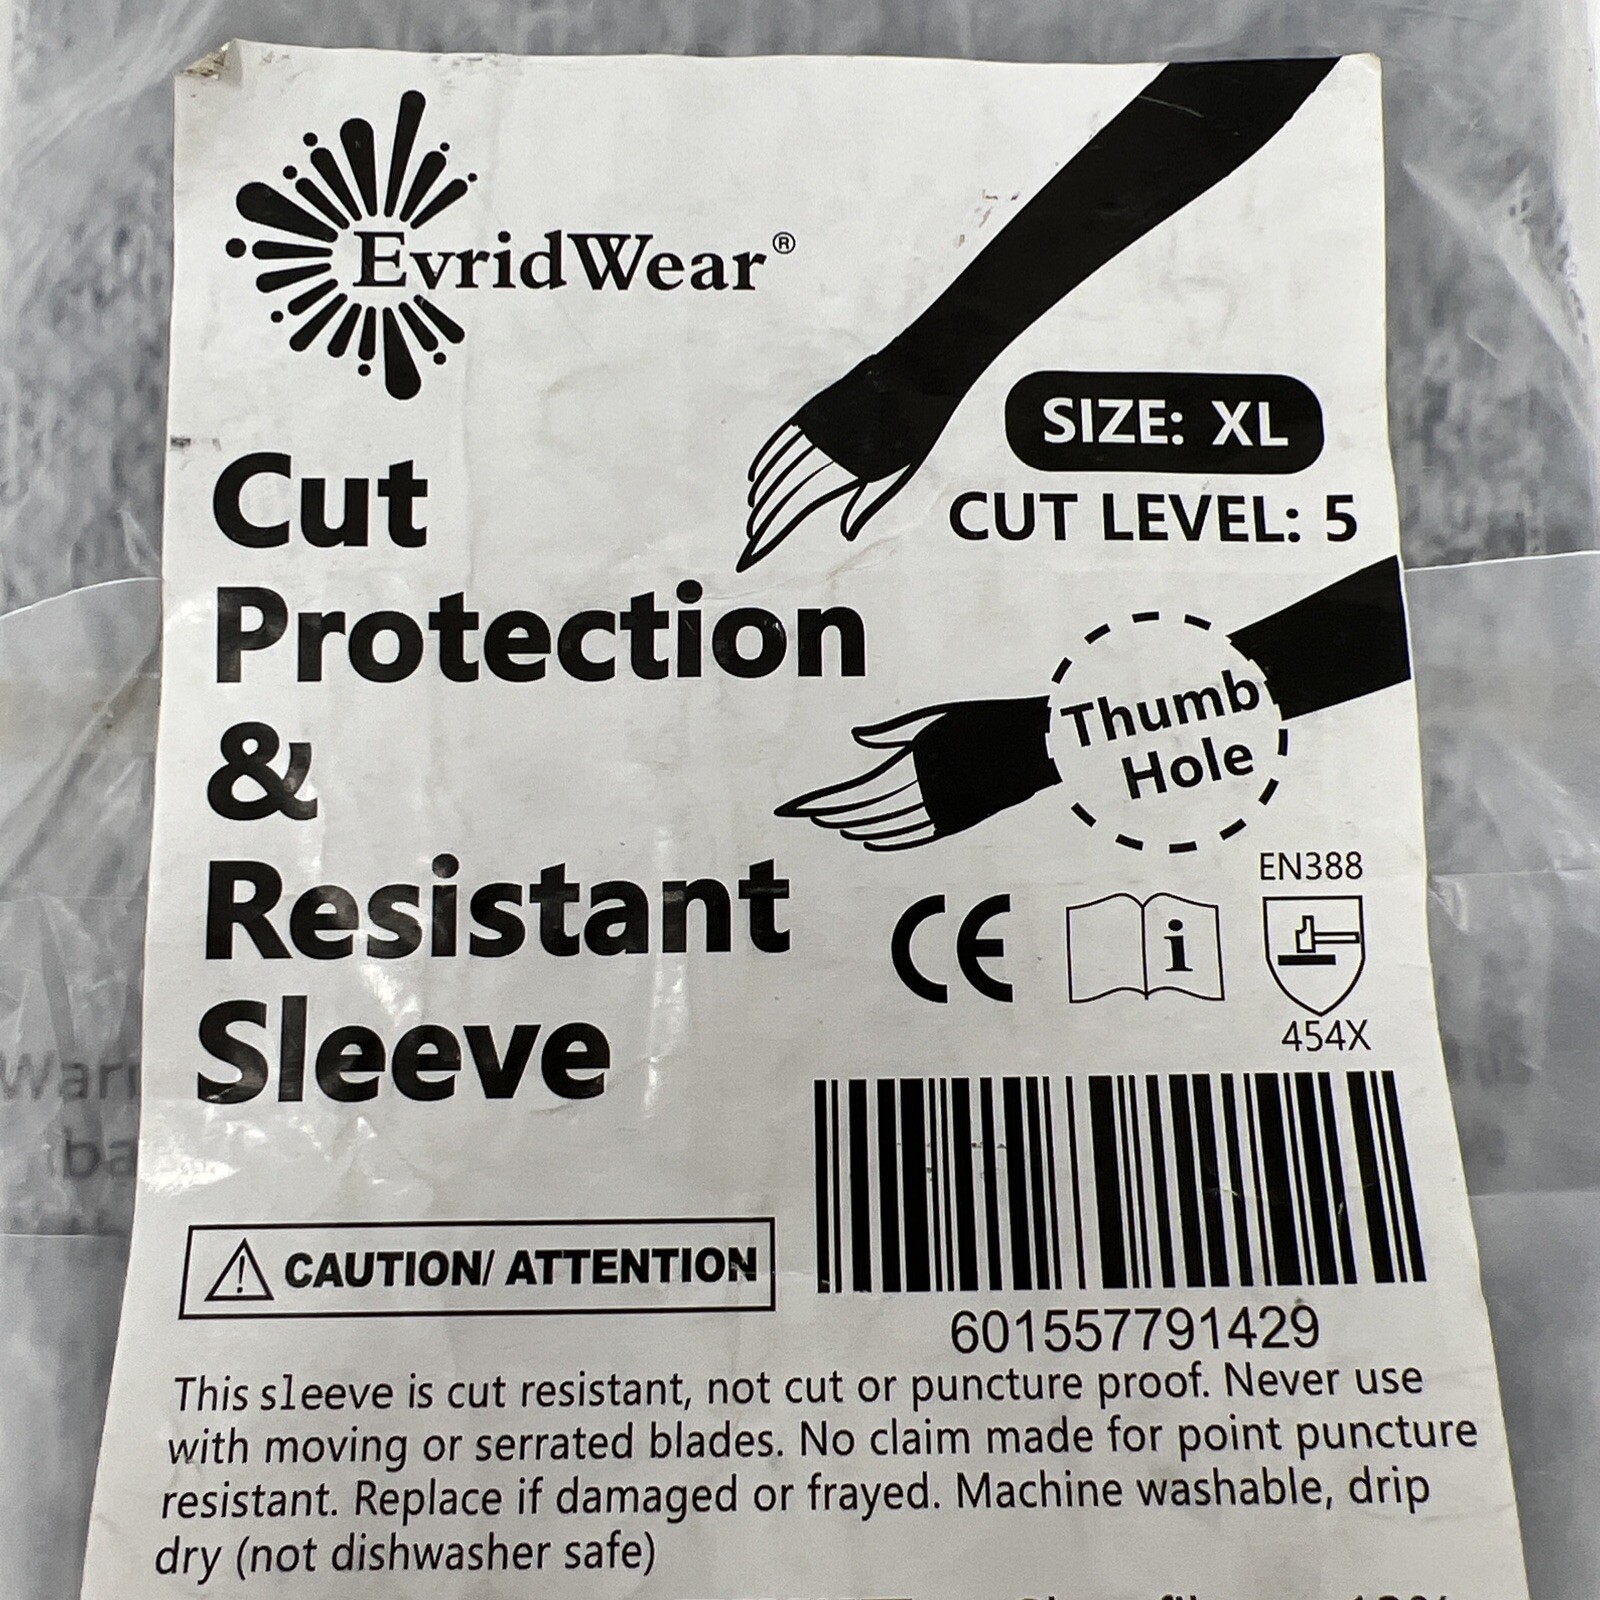 EvridWear®
SIZE: XL
CUT LEVEL: 5
Cut
Protection
&
Resistant
Sleeve
Thumb
Hole
EN388
CE
i
454X
601557791429
CAUTION/ ATTENTION
This sleeve is cut resistant, not cut or puncture proof. Never use
with moving or serrated blades. No claim made for point puncture
resistant. Replace if damaged or frayed. Machine washable, drip
dry (not dishwasher safe)